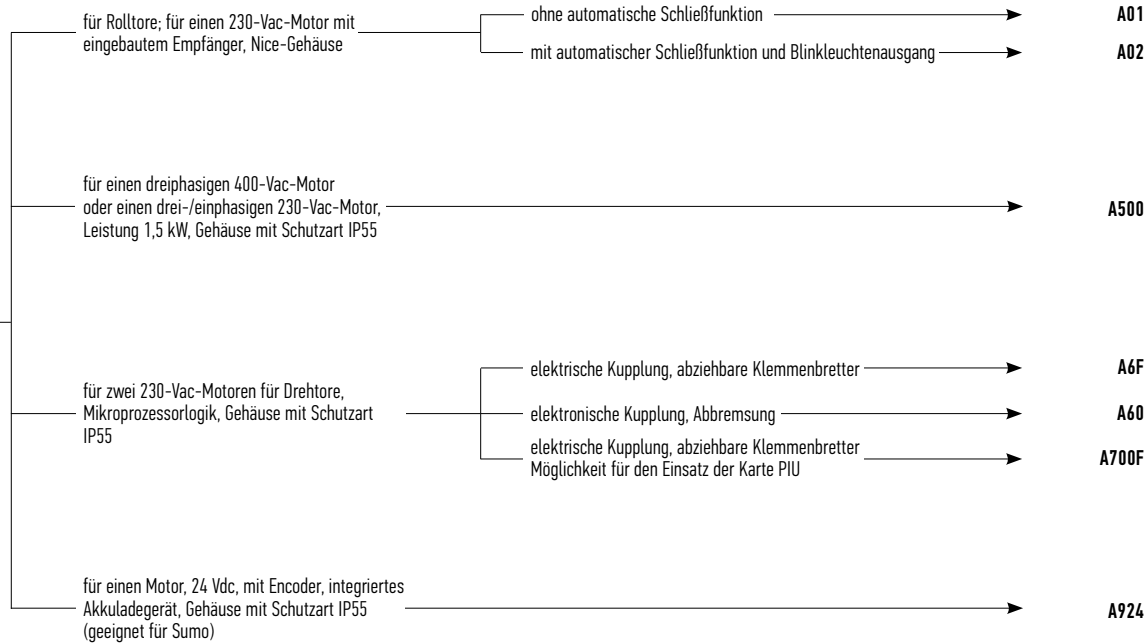 für Rolltore; für einen 230-Vac-Motor mit
eingebautem Empfänger, Nice-Gehäuse
ohne automatische Schließfunktion
A01
mit automatischer Schließfunktion und Blinkleuchtenausgang
A02
für einen dreiphasigen 400-Vac-Motor
oder einen drei-/einphasigen 230-Vac-Motor,
Leistung 1,5 kW, Gehäuse mit Schutzart IP55
A500
für zwei 230-Vac-Motoren für Drehtore,
Mikroprozessorlogik, Gehäuse mit Schutzart
IP55
elektrische Kupplung, abziehbare Klemmenbretter
A6F
elektronische Kupplung, Abbremsung
A60
elektrische Kupplung, abziehbare Klemmenbretter
Möglichkeit für den Einsatz der Karte PIU
A700F
für einen Motor, 24 Vdc, mit Encoder, integriertes
Akkuladegerät, Gehäuse mit Schutzart IP55
(geeignet für Sumo)
A924